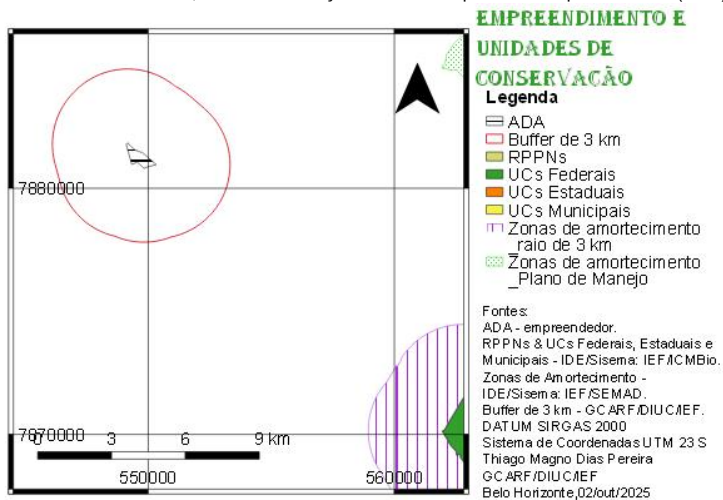 EMPREENDIMENTO E
UNIDADES DE
CONSERVAÇÃO
Legenda
ADA
Buffer de 3 km
RPPNs
UCs Federais
UCs Estaduais
UCs Municipais
Zonas de amortecimento
_raio de 3 km
Zonas de amortecimento
_Plano de Manejo
Fontes:
ADA - empreendedor.
RPPNs & UCs Federais, Estaduais e
Municipais - IDE/Sisema: IEF/ICMBio.
Zonas de Amortecimento -
IDE/Sisema: IEF/SEMAD.
Buffer de 3 km - GCARF/DIUC/IEF.
DATUM SIRGAS 2000
Sistema de Coordenadas UTM 23 S
Thiago Magno Dias Pereira
GCARF/DIUC/IEF
Belo Horizonte,02/out/2025
7880000
7870000
0 3 6 9 km
550000 560000